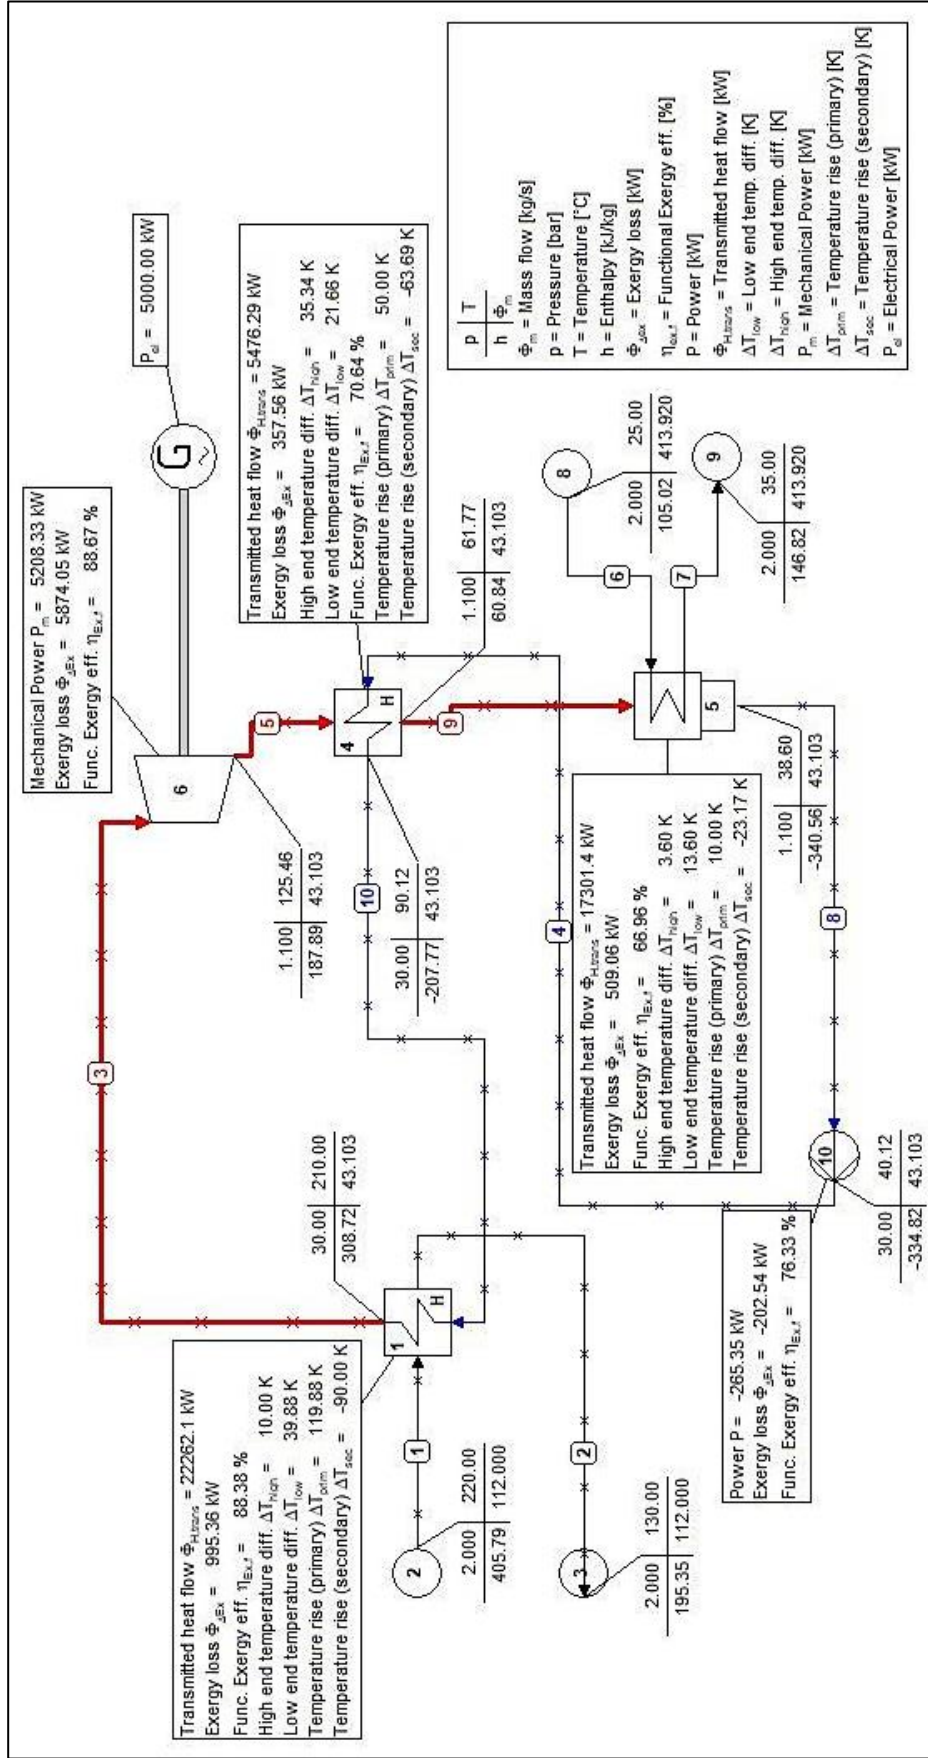 Mechanical Power Pm = 5208.33 kW
Exergy loss ΦΔEx = 5874.05 kW
Func. Exergy eff. ηEx,f = 88.67 %
Pel = 5000.00 kW
G
~
6
3
5
Transmitted heat flow ΦH,trans = 5476.29 kW
Exergy loss ΦΔEx = 357.56 kW
High end temperature diff. ΔThigh = 35.34 K
Low end temperature diff. ΔTlow = 21.66 K
Func. Exergy eff. ηEx,f = 70.64 %
Temperature rise (primary) ΔTprim = 50.00 K
Temperature rise (secondary) ΔTsec = -63.69 K
1.100 125.46
187.89 43.103
4
H
10
30.00 90.12
-207.77 43.103
1.100 61.77
60.84 43.103
9
30.00 210.00
308.72 43.103
Transmitted heat flow ΦH,trans = 22262.1 kW
Exergy loss ΦΔEx = 995.36 kW
Func. Exergy eff. ηEx,f = 88.38 %
High end temperature diff. ΔThigh = 10.00 K
Low end temperature diff. ΔTlow = 39.88 K
Temperature rise (primary) ΔTprim = 119.88 K
Temperature rise (secondary) ΔTsec = -90.00 K
1
H
1
2
2.000 220.00
405.79 112.000
2
3
2.000 130.00
195.35 112.000
4
Transmitted heat flow ΦH,trans = 17301.4 kW
Exergy loss ΦΔEx = 509.06 kW
Func. Exergy eff. ηEx,f = 66.96 %
High end temperature diff. ΔThigh = 3.60 K
Low end temperature diff. ΔTlow = 13.60 K
Temperature rise (primary) ΔTprim = 10.00 K
Temperature rise (secondary) ΔTsec = -23.17 K
5
6
7
8
2.000 25.00
105.02 413.920
9
2.000 35.00
146.82 413.920
1.100 38.60
-340.56 43.103
8
10
30.00 40.12
-334.82 43.103
Power P = -265.35 kW
Exergy loss ΦΔEx = -202.54 kW
Func. Exergy eff. ηEx,f = 76.33 %
p T
h Φm
Φm = Mass flow [kg/s]
p = Pressure [bar]
T = Temperature [°C]
h = Enthalpy [kJ/kg]
ΦΔEx = Exergy loss [kW]
ηEx,f = Functional Exergy eff. [%]
P = Power [kW]
ΦH,trans = Transmitted heat flow [kW]
ΔTlow = Low end temp. diff. [K]
ΔThigh = High end temp. diff. [K]
Pm = Mechanical Power [kW]
ΔTprim = Temperature rise (primary) [K]
ΔTsec = Temperature rise (secondary) [K]
Pel = Electrical Power [kW]